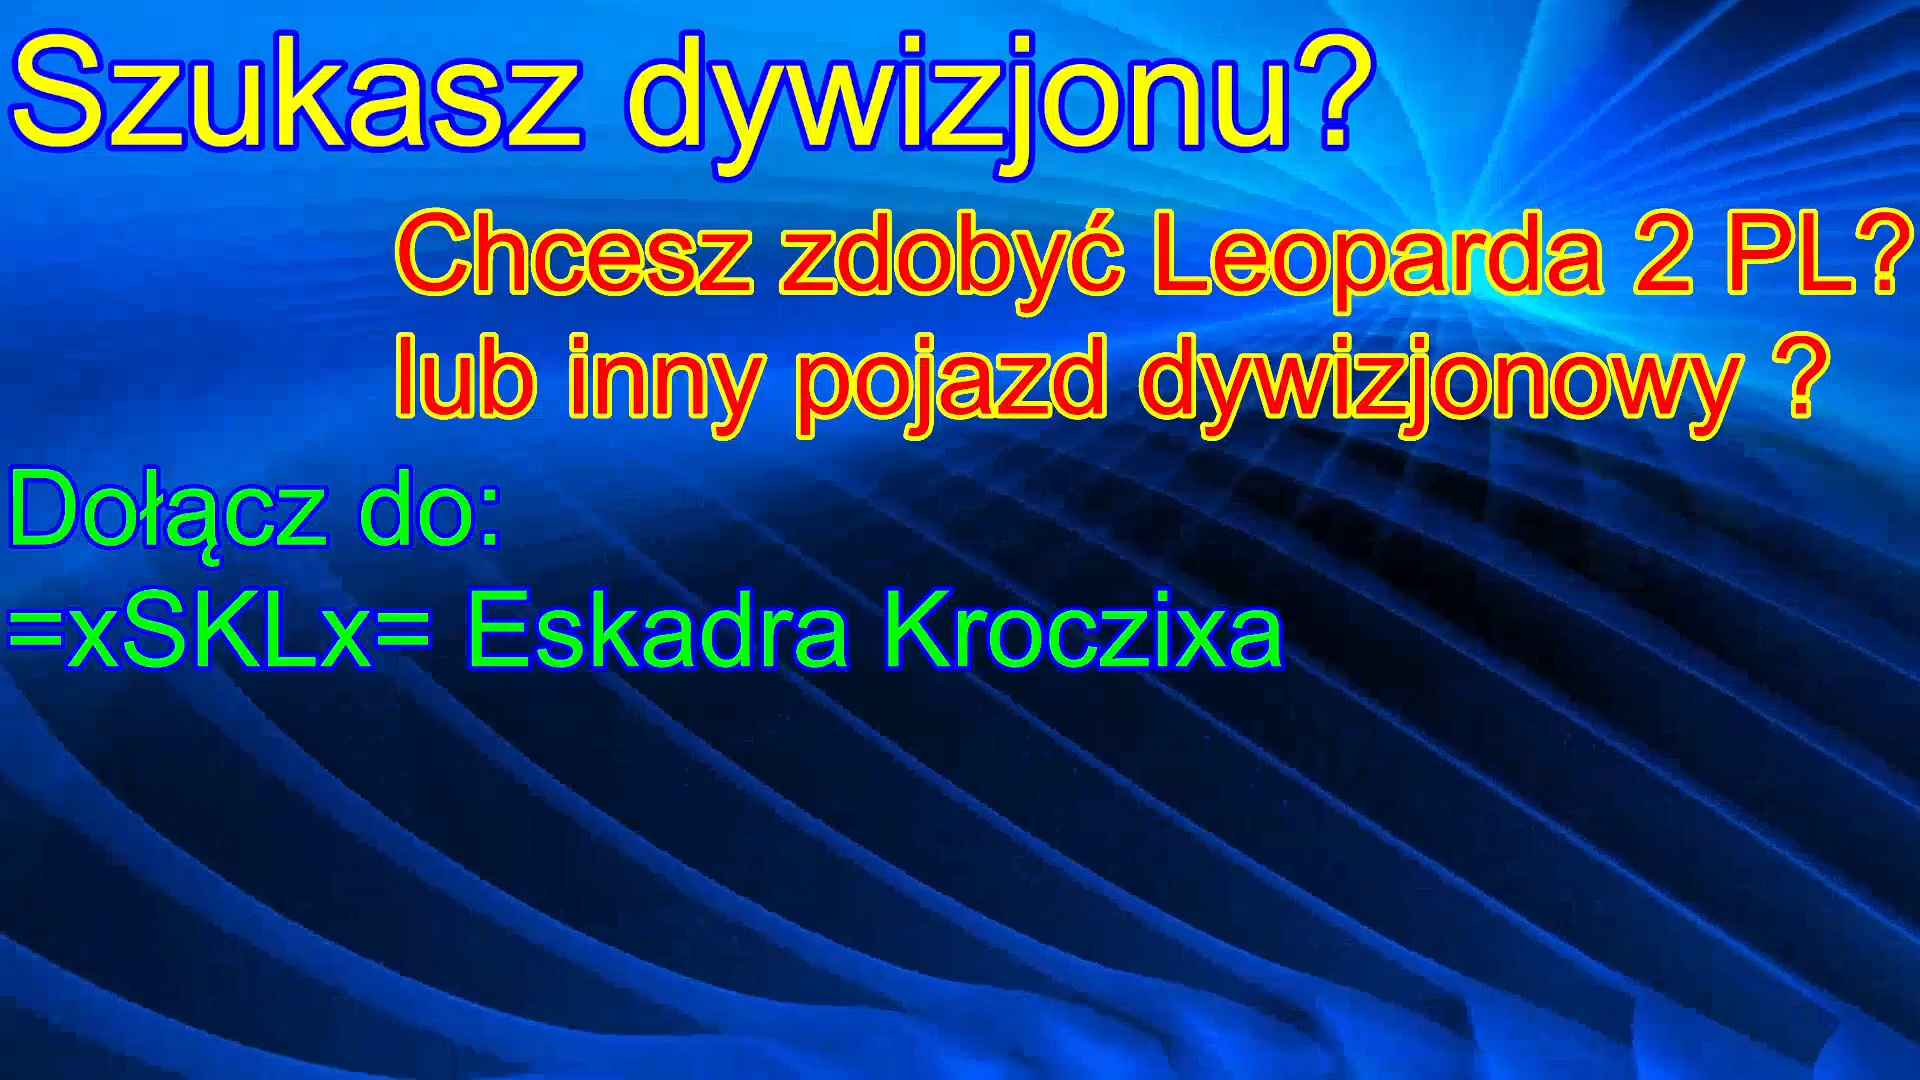 Szukasz dywizjonu?
Chcesz zdobyć Leoparda 2 PL?
lub inny pojazd dywizjonowy ?
Dołącz do:
=xSKLx= Eskadra Kroczixa